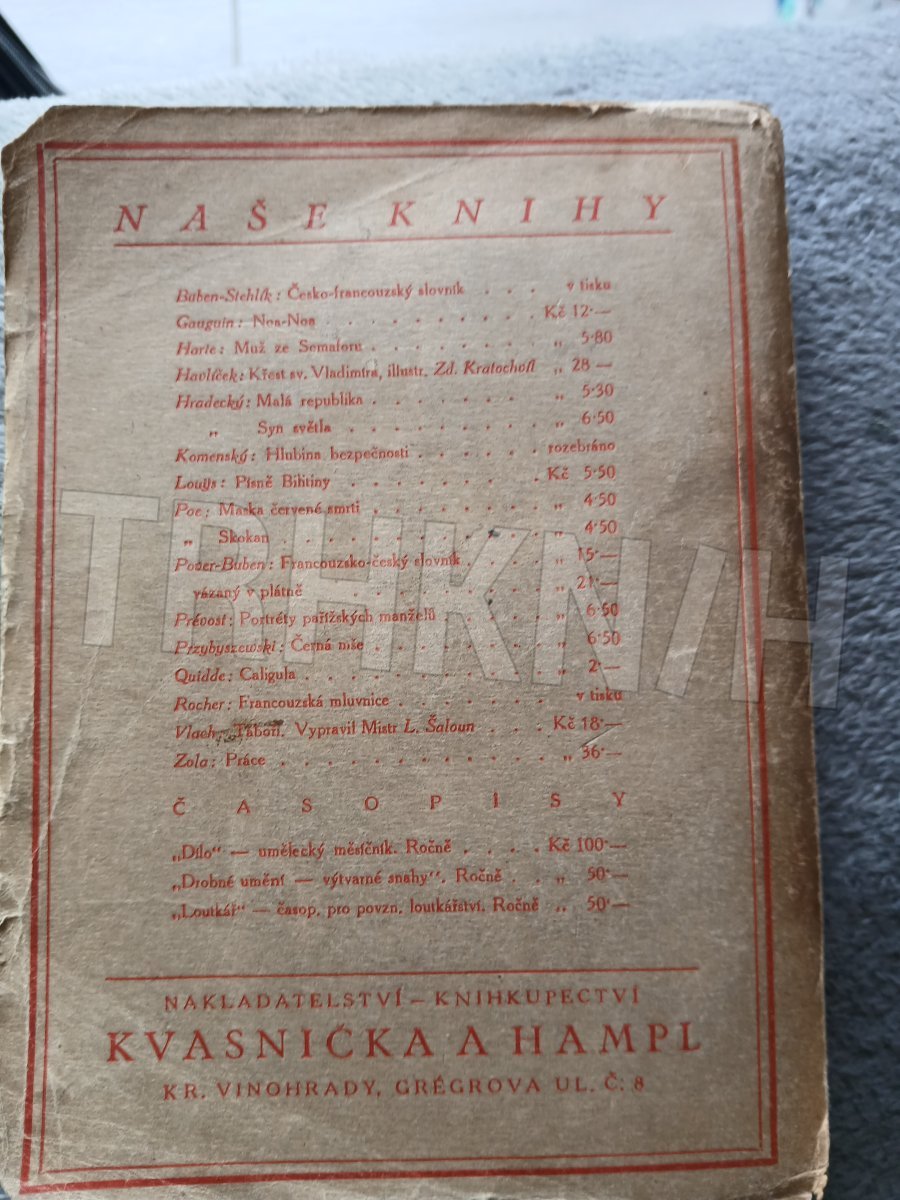 NAŠE KNIHY
Buben-Stehlík: Česko-francouzský slovník . . . v tisku
Gauguin: Noa-Noa . . . . . . . . . . Kč 12·—
Harte: Muž ze Semaforu . . . . . . . . „ 5·80
Havlíček: Křest sv. Vladimíra, illustr. Zd. Kratochvíl „ 28 —
Hradecký: Malá republika . . . . . . . „ 5·30
„ Syn světla . . . . . . . . . „ 6·50
Komenský: Hlubina bezpečnosti . . . . . . rozebráno
Louijs: Písně Bihtiny . . . . . . . . Kč 5·50
Poe: Maska červené smrti . . . . . . . . „ 4·50
„ Skokan . . . . . . . . . . . . „ 4·50
Pover-Buben: Francouzsko-český slovník . . . . „ 15·—
vázaný v plátně . . . . . . . . . „ 21·—
Prévost: Portréty pařížských manželů . . . . . „ 6·50
Przybyszewski: Černá míše . . . . . . . . „ 6·50
Quidde: Caligula . . . . . . . . . . . „ 2·—
Rocher: Francouzská mluvnice . . . . . . . v tisku
Vlach: Táboři. Vypravil Mistr L. Šaloun . . . Kč 18·—
Zola: Práce . . . . . . . . . . . . „ 36·—
ČASOPISY
„Dílo“ — umělecký měsíčník. Ročně . . . . Kč 100·—
„Drobné umění — výtvarné snahy“. Ročně . . „ 50·—
„Loutkář“ — časop. pro povzn. loutkářství. Ročně „ 50·—
NAKLADATELSTVÍ – KNIHKUPECTVÍ
KVASNIČKA A HAMPL
KR. VINOHRADY, GRÉGROVA UL. Č. 8
TRHKNIH